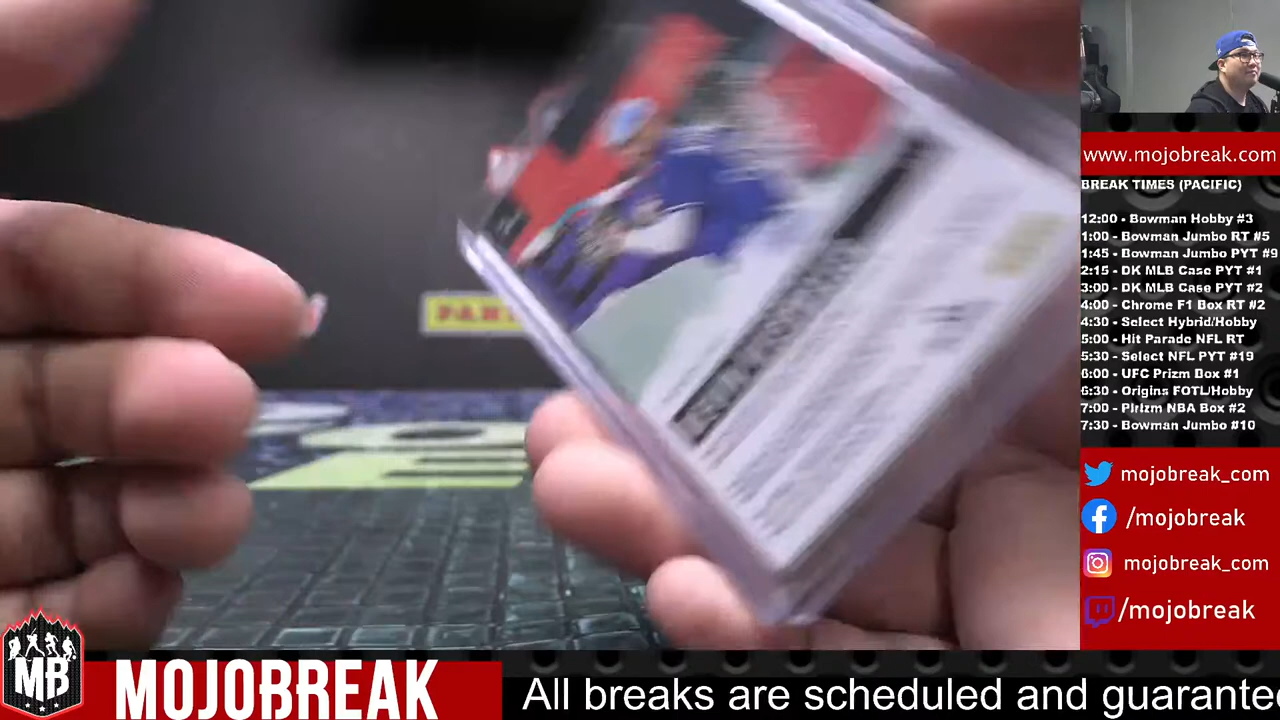 PANI
www.mojobreak.com
BREAK TIMES (PACIFIC)
12:00 - Bowman Hobby #3
1:00 - Bowman Jumbo RT #5
1:45 - Bowman Jumbo PYT #9
2:15 - DK MLB Case PYT #1
3:00 - DK MLB Case PYT #2
4:00 - Chrome F1 Box RT #2
4:30 - Select Hybrid/Hobby
5:00 - Hit Parade NFL RT
5:30 - Select NFL PYT #19
6:00 - UFC Prizm Box #1
6:30 - Origins FOTL/Hobby
7:00 - Pirizm NBA Box #2
7:30 - Bowman Jumbo #10
mojobreak_com
/mojobreak
mojobreak_com
/mojobreak
MB
MOJOBREAK
All breaks are scheduled and guarante